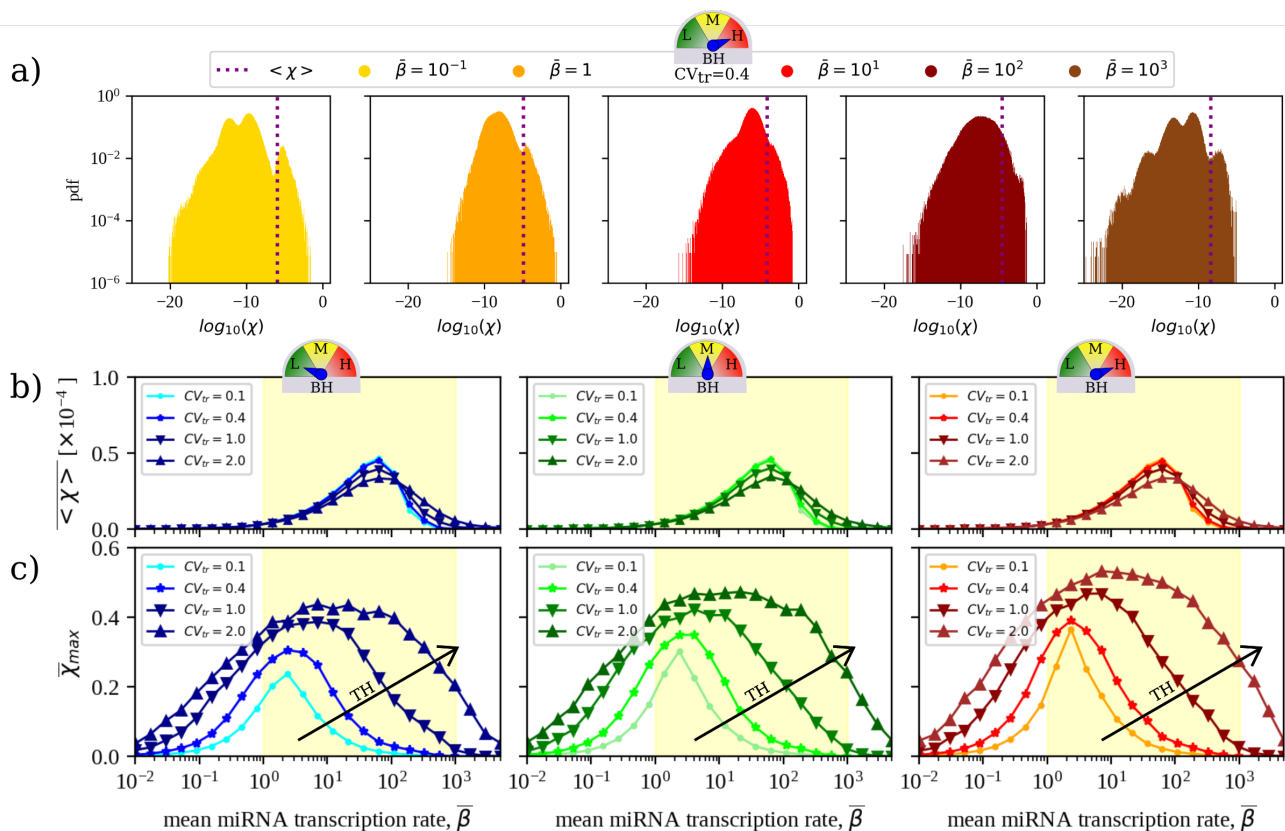 a)
L M H
BH
CVtr=0.4
<χ> β̄ = 10⁻¹ β̄ = 1 β̄ = 10¹ β̄ = 10² β̄ = 10³
pdf
10⁰
10⁻²
10⁻⁴
10⁻⁶
−20 −10 0
log₁₀(χ)
−20 −10 0
log₁₀(χ)
−20 −10 0
log₁₀(χ)
−20 −10 0
log₁₀(χ)
−20 −10 0
log₁₀(χ)
b)
L M H
BH
L M H
BH
L M H
BH
<χ>̅ [×10⁻⁴]
1.0
0.5
0.0
CVtr = 0.1
CVtr = 0.4
CVtr = 1.0
CVtr = 2.0
CVtr = 0.1
CVtr = 0.4
CVtr = 1.0
CVtr = 2.0
CVtr = 0.1
CVtr = 0.4
CVtr = 1.0
CVtr = 2.0
c)
χ̄max
0.6
0.4
0.2
0.0
CVtr = 0.1
CVtr = 0.4
CVtr = 1.0
CVtr = 2.0
TH
CVtr = 0.1
CVtr = 0.4
CVtr = 1.0
CVtr = 2.0
TH
CVtr = 0.1
CVtr = 0.4
CVtr = 1.0
CVtr = 2.0
TH
10⁻² 10⁻¹ 10⁰ 10¹ 10² 10³
10⁻² 10⁻¹ 10⁰ 10¹ 10² 10³
10⁻² 10⁻¹ 10⁰ 10¹ 10² 10³
mean miRNA transcription rate, β̄
mean miRNA transcription rate, β̄
mean miRNA transcription rate, β̄